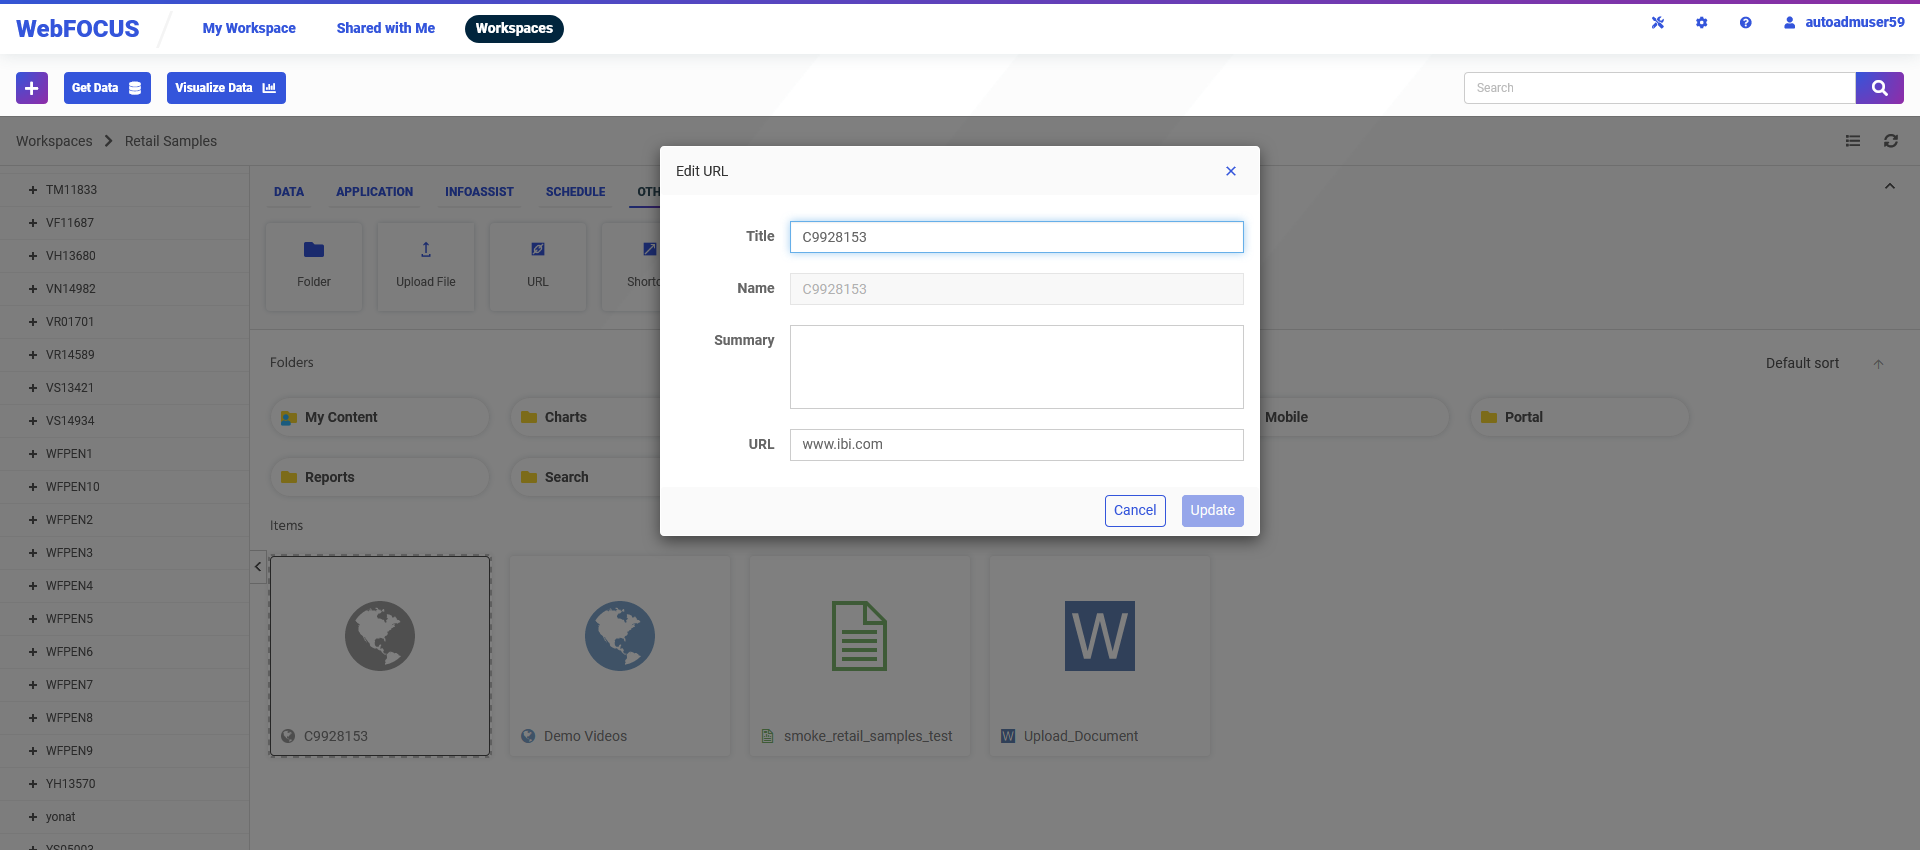 WebFOCUS
My Workspace
Shared with Me
Workspaces
autoadmuser59
Get Data
Visualize Data
Search
Workspaces
Retail Samples
TM11833
VF11687
VH13680
VN14982
VR01701
VR14589
VS13421
VS14934
WFPEN1
WFPEN10
WFPEN2
WFPEN3
WFPEN4
WFPEN5
WFPEN6
WFPEN7
WFPEN8
WFPEN9
YH13570
yonat
DATA
APPLICATION
INFOASSIST
SCHEDULE
OTH
Folder
Upload File
URL
Shortc
Folders
Default sort
My Content
Charts
Mobile
Portal
Reports
Search
Items
C9928153
Demo Videos
smoke_retail_samples_test
W
Upload_Document
Edit URL
Title
C9928153
Name
C9928153
Summary
URL
www.ibi.com
Cancel
Update